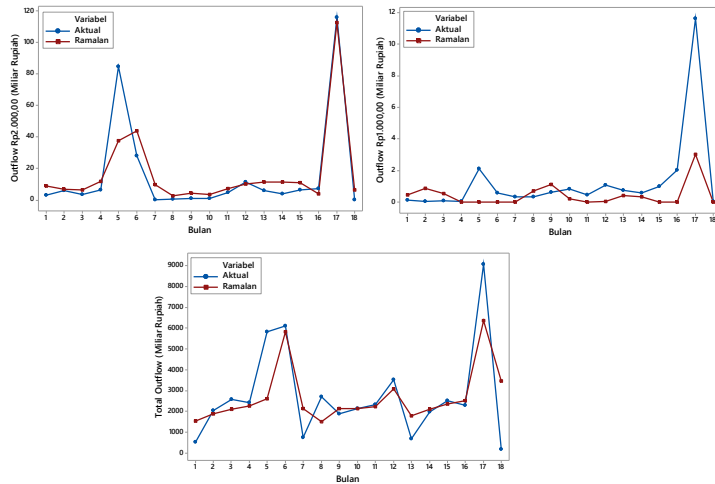 Outflow Rp2.000,00 (Miliar Rupiah)
120
100
80
60
40
20
0
Variabel
Aktual
Ramalan
1 2 3 4 5 6 7 8 9 10 11 12 13 14 15 16 17 18
Bulan
Outflow Rp1.000,00 (Miliar Rupiah)
12
10
8
6
4
2
0
Variabel
Aktual
Ramalan
1 2 3 4 5 6 7 8 9 10 11 12 13 14 15 16 17 18
Bulan
Total Outflow (Miliar Rupiah)
9000
8000
7000
6000
5000
4000
3000
2000
1000
0
Variabel
Aktual
Ramalan
1 2 3 4 5 6 7 8 9 10 11 12 13 14 15 16 17 18
Bulan